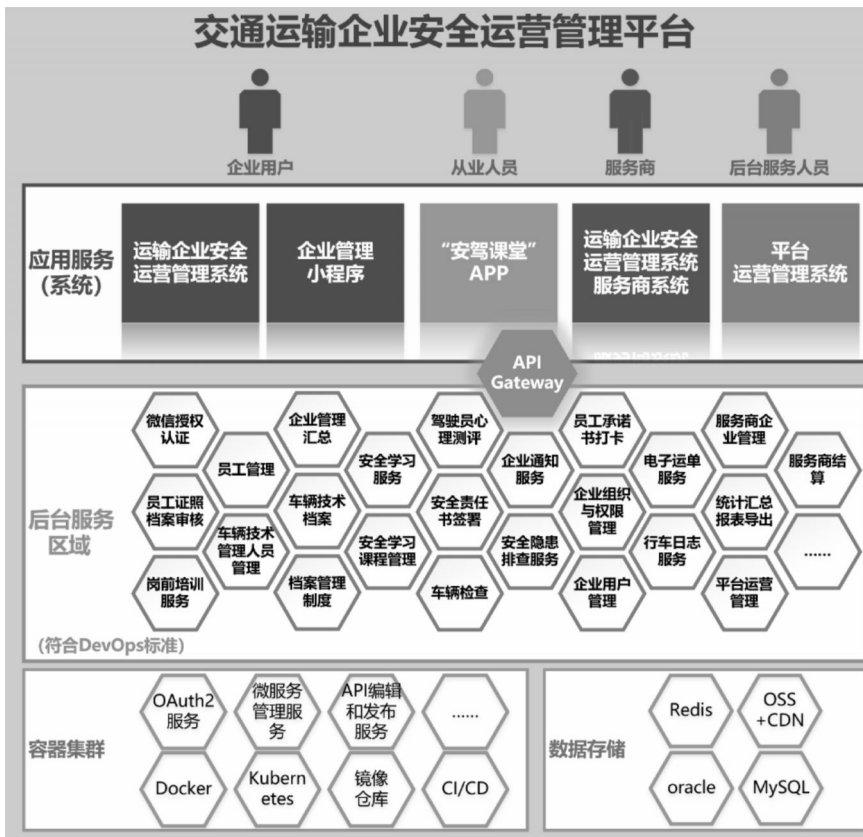 交通运输企业安全运营管理平台
企业用户
从业人员
服务商
后台服务人员
应用服务
（系统）
运输企业安全
运营管理系统
企业管理
小程序
“安驾课堂”
APP
运输企业安全
运营管理系统
服务商系统
平台
运营管理系统
API
Gateway
后台服务
区域
微信授权
认证
企业管理
汇总
驾驶员心
理测评
员工承诺
书打卡
服务商企
业管理
员工管理
安全学习
服务
企业通知
服务
电子运单
服务
服务商结
算
员工证照
档案审核
车辆技术
档案
安全责任
书签署
企业组织
与权限
管理
统计汇总
报表导出
车辆技术
管理人员
管理
安全学习
课程管理
安全隐患
排查服务
行车日志
服务
......
岗前培训
服务
档案管理
制度
车辆检查
企业用户
管理
平台运营
管理
(符合DevOps标准)
容器集群
OAuth2
服务
微服务
管理服
务
API编辑
和发布
服务
......
Docker
Kubern
etes
镜像
仓库
CI/CD
数据存储
Redis
OSS
+CDN
oracle
MySQL